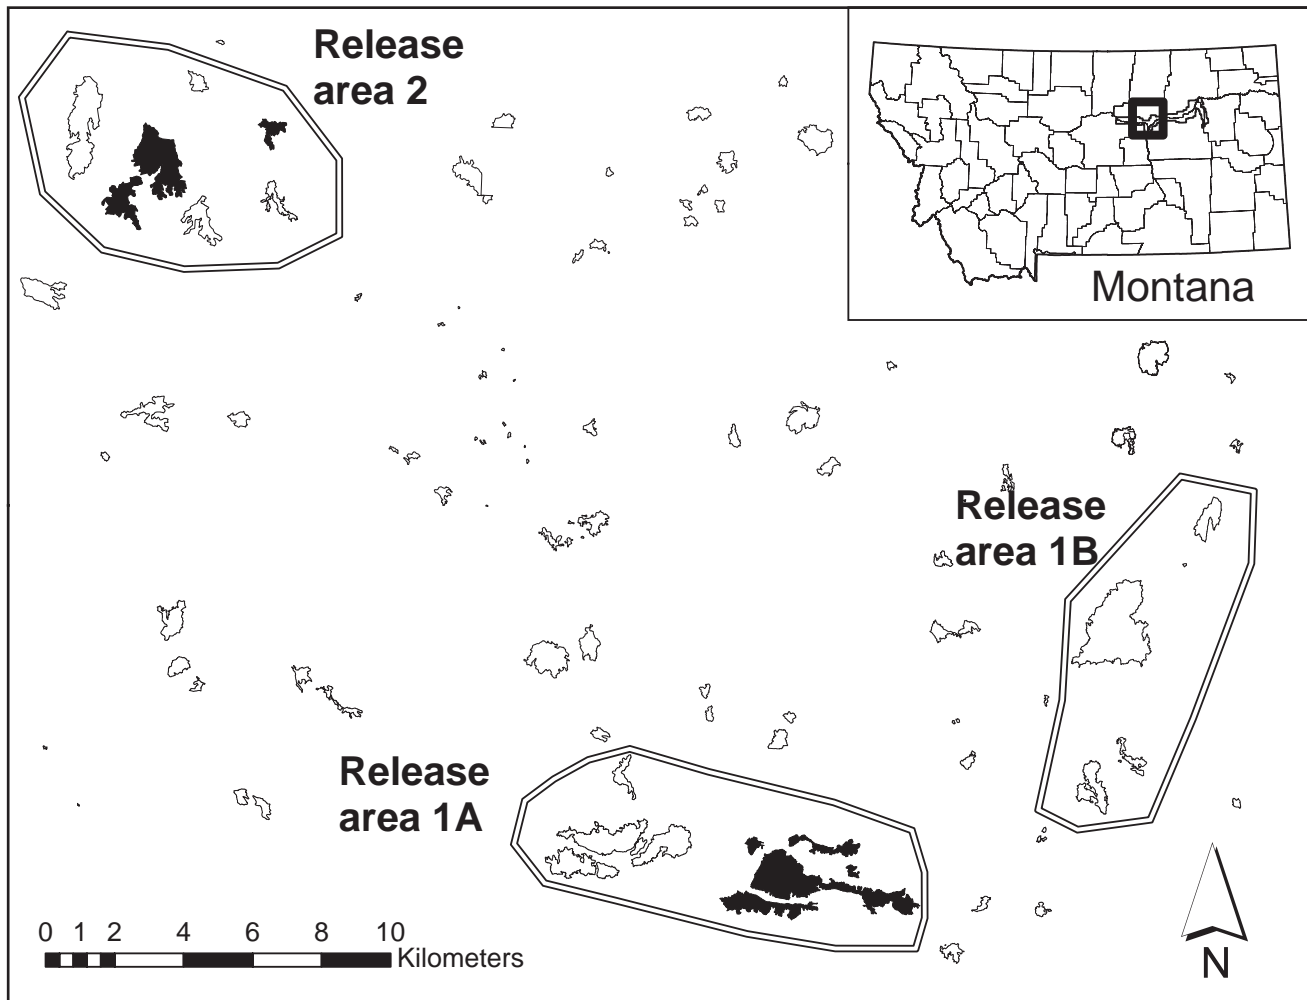 Release
area 2
Montana
Release
area 1B
Release
area 1A
0 1 2 4 6 8 10
Kilometers
N